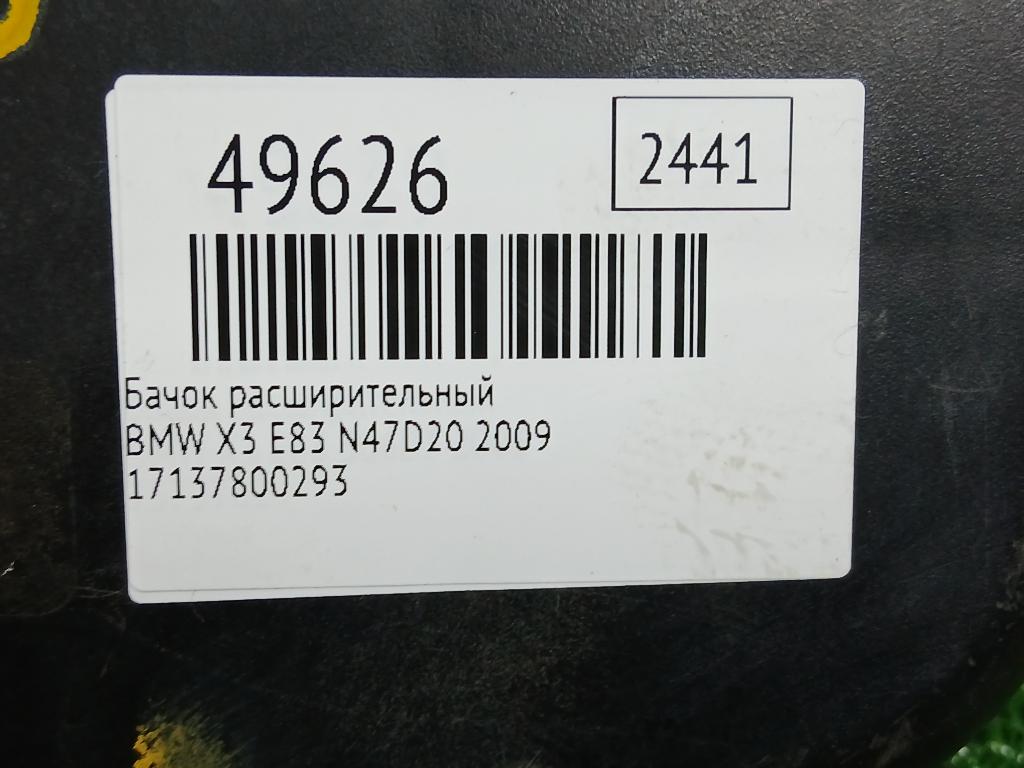 49626
2441
Бачок расширительный
BMW X3 E83 N47D20 2009
17137800293